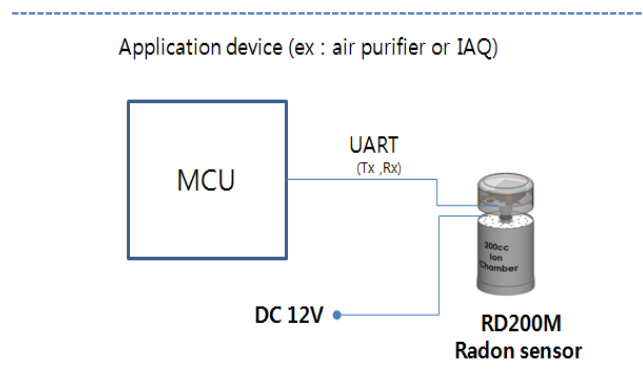 Application device (ex : air purifier or IAQ)
MCU
UART
(Tx ,Rx)
200cc
Ion
Chamber
DC 12V
RD200M
Radon sensor